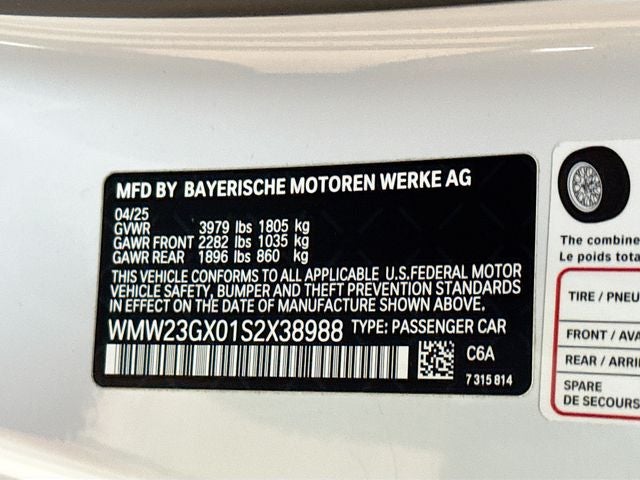 MFD BY BAYERISCHE MOTOREN WERKE AG
04/25
GVWR 3979 lbs 1805 kg
GAWR FRONT 2282 lbs 1035 kg
GAWR REAR 1896 lbs 860 kg
THIS VEHICLE CONFORMS TO ALL APPLICABLE U.S.FEDERAL MOTOR
VEHICLE SAFETY, BUMPER AND THEFT PREVENTION STANDARDS
IN EFFECT ON THE DATE OF MANUFACTURE SHOWN ABOVE.
WMW23GX01S2X38988 TYPE: PASSENGER CAR
C6A
7 315 814
The combine
Le poids tota
TIRE / PNEU
FRONT / AVA
REAR / ARRI
SPARE
DE SECOURS